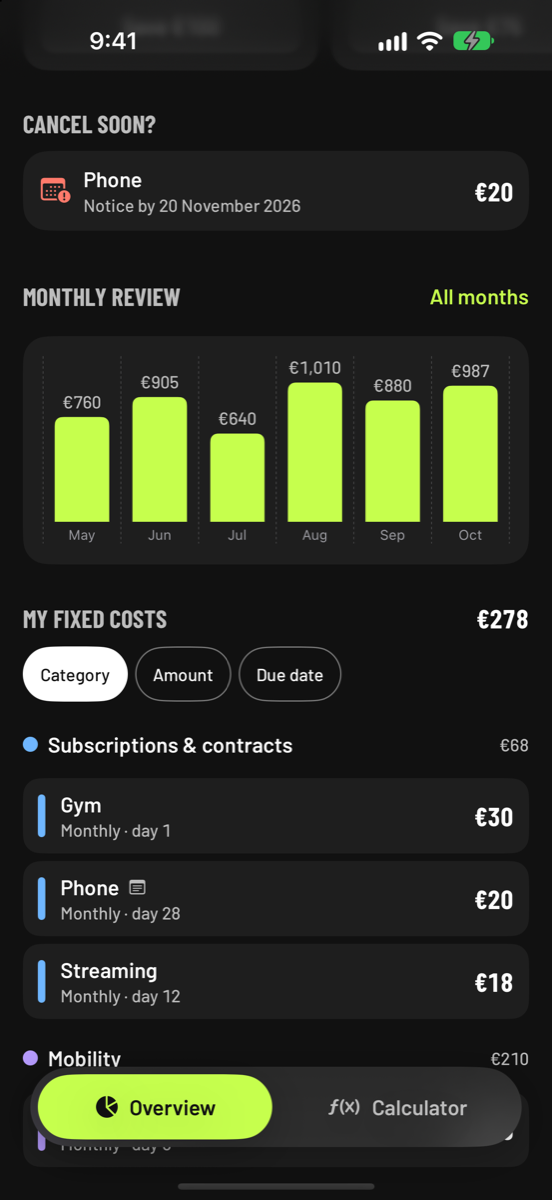 9:41
CANCEL SOON?
Phone
Notice by 20 November 2026
€20
MONTHLY REVIEW
All months
€760
€905
€640
€1,010
€880
€987
May
Jun
Jul
Aug
Sep
Oct
MY FIXED COSTS
€278
Category
Amount
Due date
Subscriptions & contracts
€68
Gym
Monthly · day 1
€30
Phone
Monthly · day 28
€20
Streaming
Monthly · day 12
€18
Mobility
€210
Overview
f(x) Calculator
Monthly · day